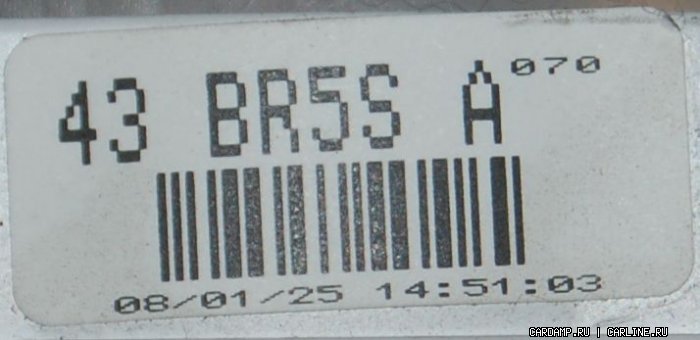 43 BR5S A 070
08/01/25 14:51:03
CARDAMP.RU | CARLINE.RU